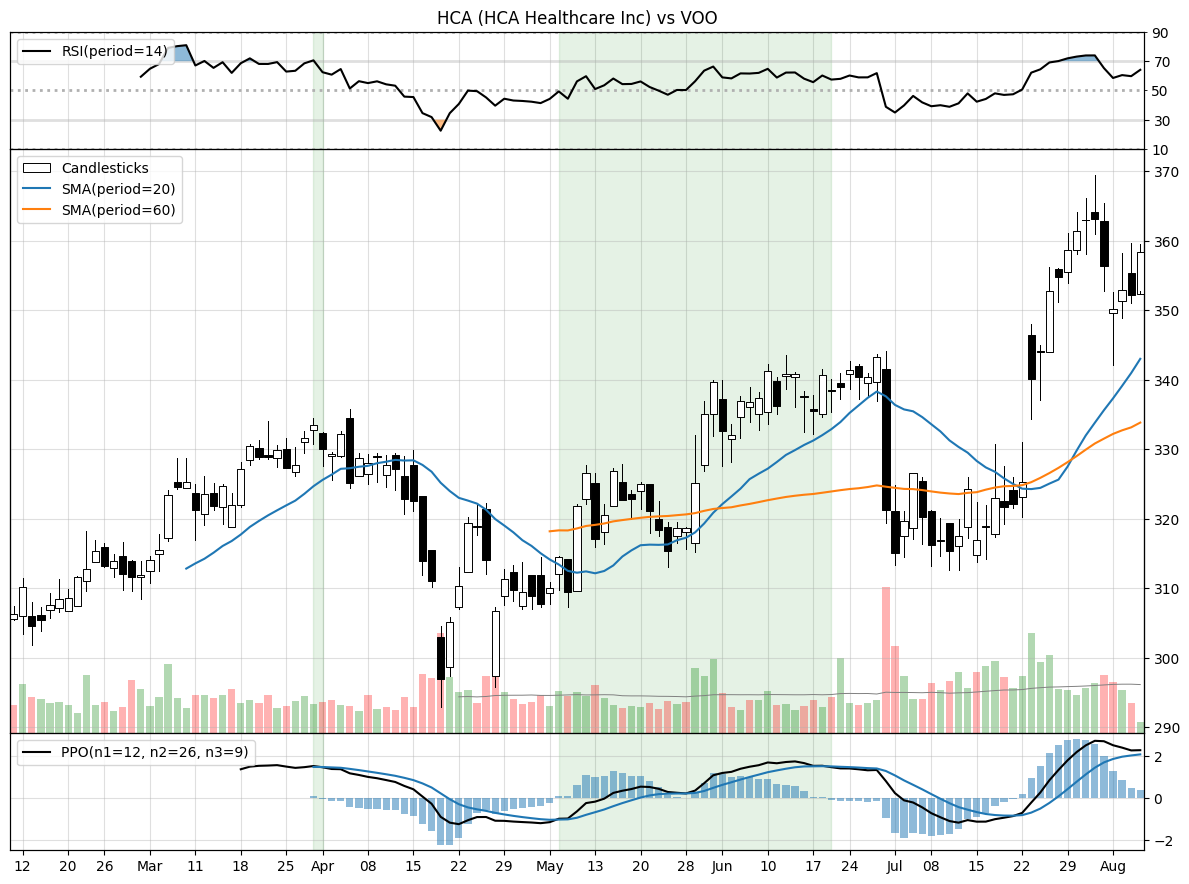 HCA (HCA Healthcare Inc) vs VOO
RSI(period=14)
90
70
50
30
10
Candlesticks
SMA(period=20)
SMA(period=60)
370
360
350
340
330
320
310
300
290
PPO(n1=12, n2=26, n3=9)
2
0
−2
12 20 26 Mar 11 18 25 Apr 08 15 22 29 May 13 20 28 Jun 10 17 24 Jul 08 15 22 29 Aug